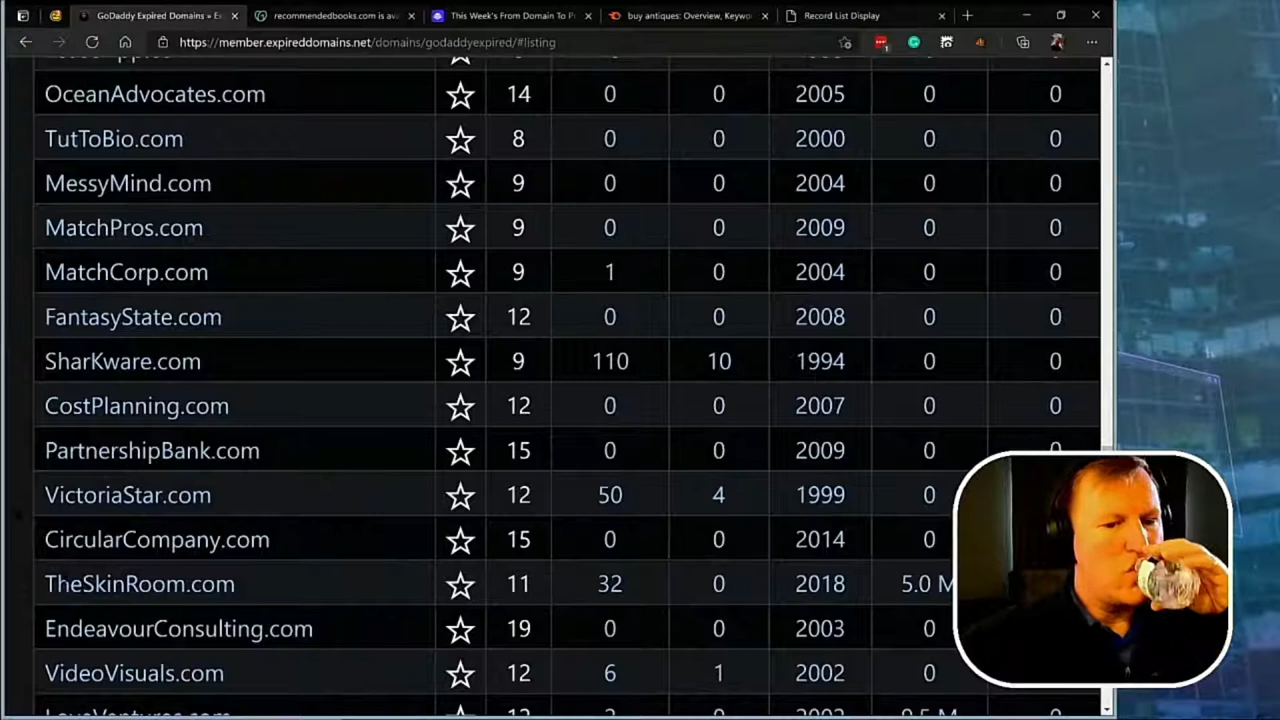 GoDaddy Expired Domains » Ex
recommendedbooks.com is ava
This Week's From Domain To P
buy antiques: Overview, Keywo
Record List Display
https://member.expireddomains.net/domains/godaddyexpired/#listing
1
OceanAdvocates.com 14 0 0 2005 0 0
TutToBio.com 8 0 0 2000 0 0
MessyMind.com 9 0 0 2004 0 0
MatchPros.com 9 0 0 2009 0 0
MatchCorp.com 9 1 0 2004 0 0
FantasyState.com 12 0 0 2008 0 0
SharKware.com 9 110 10 1994 0 0
CostPlanning.com 12 0 0 2007 0 0
PartnershipBank.com 15 0 0 2009 0 0
VictoriaStar.com 12 50 4 1999 0
CircularCompany.com 15 0 0 2014 0
TheSkinRoom.com 11 32 0 2018 5.0 M
EndeavourConsulting.com 19 0 0 2003 0
VideoVisuals.com 12 6 1 2002 0